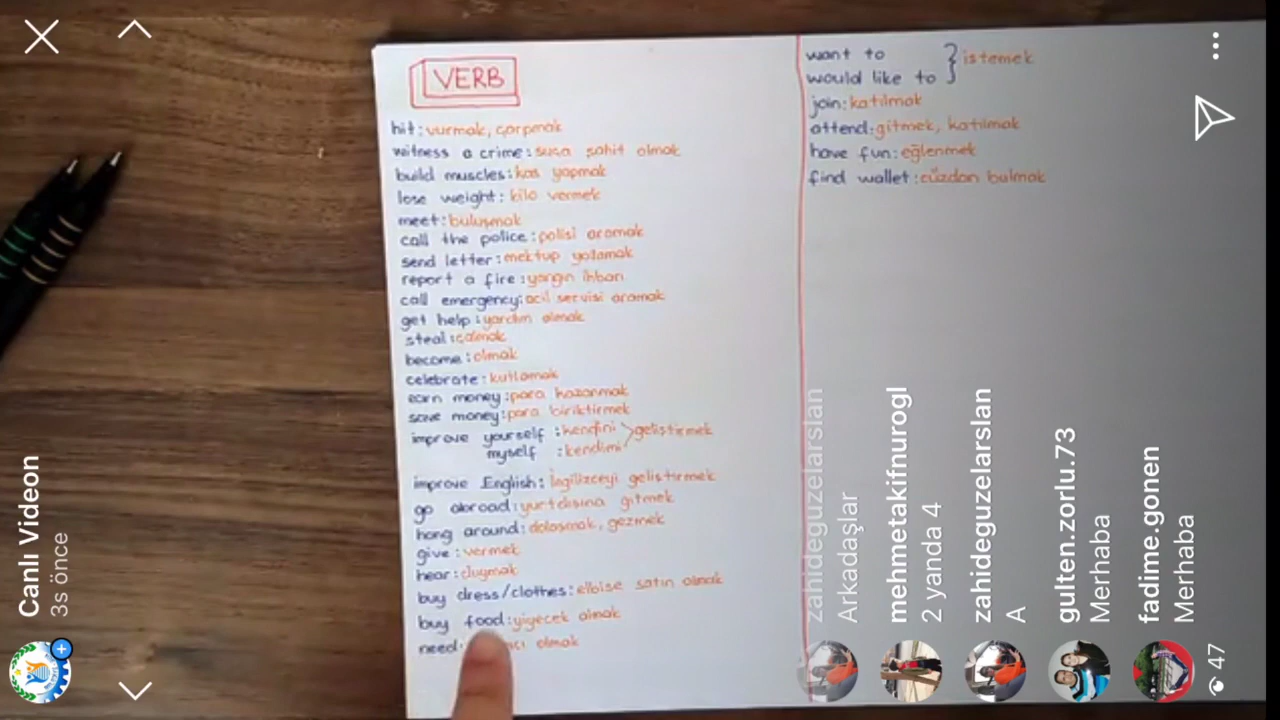 VERB
hit: vurmak, çarpmak
witness a crime: suça şahit olmak
build muscles: kas yapmak
lose weight: kilo vermek
meet: buluşmak
call the police: polisi aramak
send letter: mektup yollamak
report a fire: yangın ihbarı
call emergency: acil servisi aramak
get help: yardım almak
steal: çalmak
become: olmak
celebrate: kutlamak
earn money: para kazanmak
save money: para biriktirmek
improve yourself : kendini geliştirmek
myself : kendimi
improve English: İngilizceyi geliştirmek
go abroad: yurtdışına gitmek
hang around: dolaşmak, gezmek
give: vermek
hear: duymak
buy dress/clothes: elbise satın almak
buy food: yiyecek almak
need: olmak
want to
would like to } istemek
join: katılmak
attend: gitmek, katılmak
have fun: eğlenmek
find wallet: cüzdan bulmak
Canlı Videon
3s önce
zahideguzelarslan
Arkadaşlar
mehmetakifnurogl
2 yanda 4
zahideguzelarslan
A
gulten.zorlu.73
Merhaba
fadime.gonen
Merhaba
47